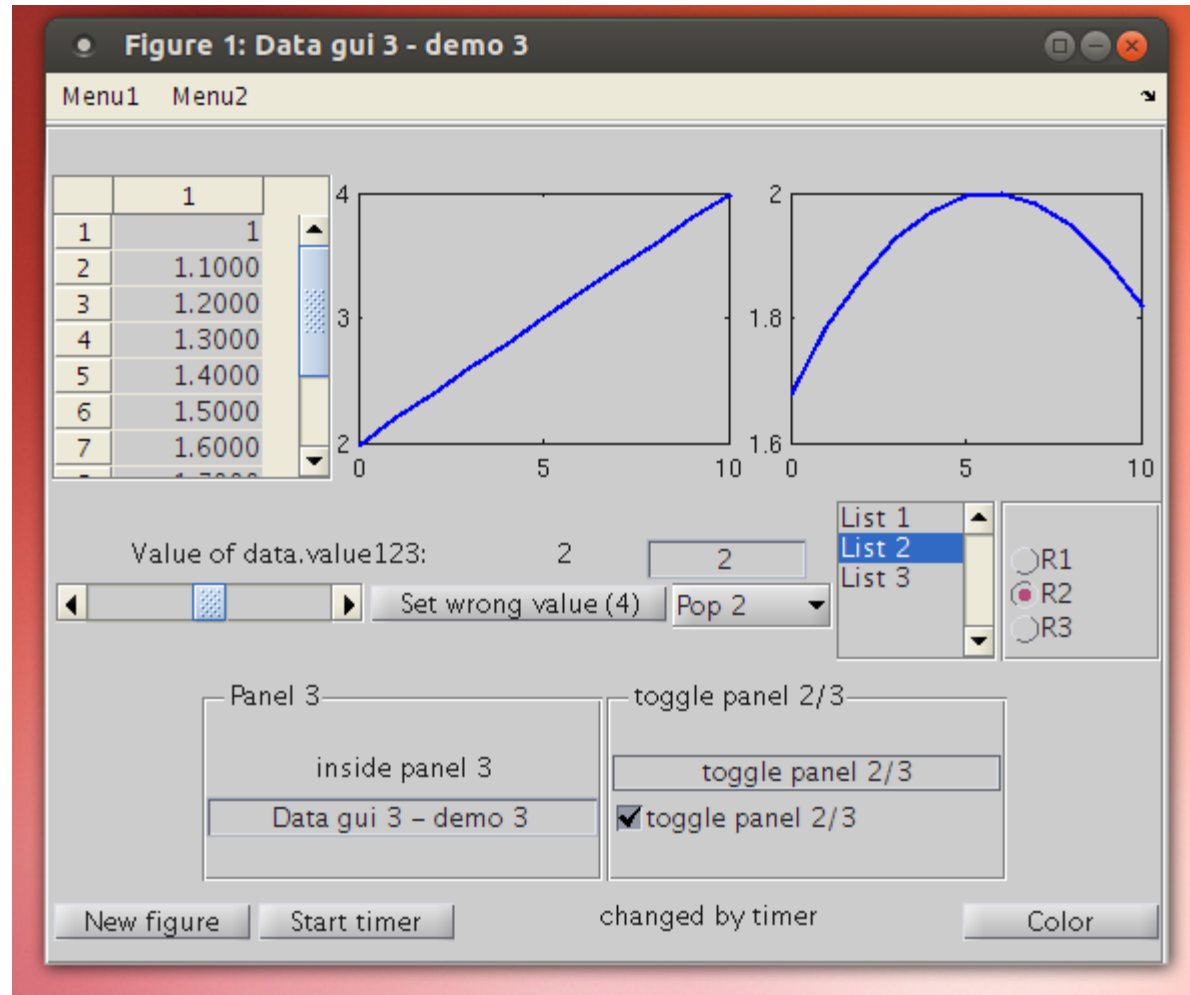 Figure 1: Data gui 3 - demo 3
Menu1 Menu2
1
1 1
2 1.1000
3 1.2000
4 1.3000
5 1.4000
6 1.5000
7 1.6000
4
3
2
0 5 10
2
1.8
1.6
0 5 10
Value of data.value123: 2
2
Set wrong value (4)
Pop 2
List 1
List 2
List 3
R1
R2
R3
Panel 3
inside panel 3
Data gui 3 – demo 3
toggle panel 2/3
toggle panel 2/3
toggle panel 2/3
New figure
Start timer
changed by timer
Color